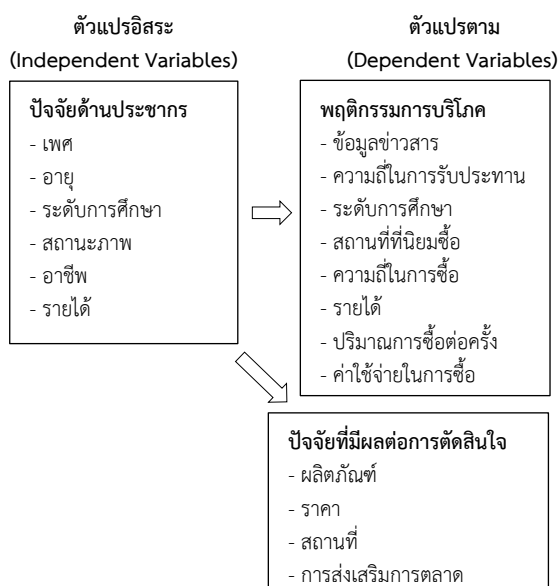 ตัวแปรอิสระ
(Independent Variables)
ปัจจัยด้านประชากร
- เพศ
- อายุ
- ระดับการศึกษา
- สถานะภาพ
- อาชีพ
- รายได้
ตัวแปรตาม
(Dependent Variables)
พฤติกรรมการบริโภค
- ข้อมูลข่าวสาร
- ความถี่ในการรับประทาน
- ระดับการศึกษา
- สถานที่ที่นิยมซื้อ
- ความถี่ในการซื้อ
- รายได้
- ปริมาณการซื้อต่อครั้ง
- ค่าใช้จ่ายในการซื้อ
ปัจจัยที่มีผลต่อการตัดสินใจ
- ผลิตภัณฑ์
- ราคา
- สถานที่
- การส่งเสริมการตลาด